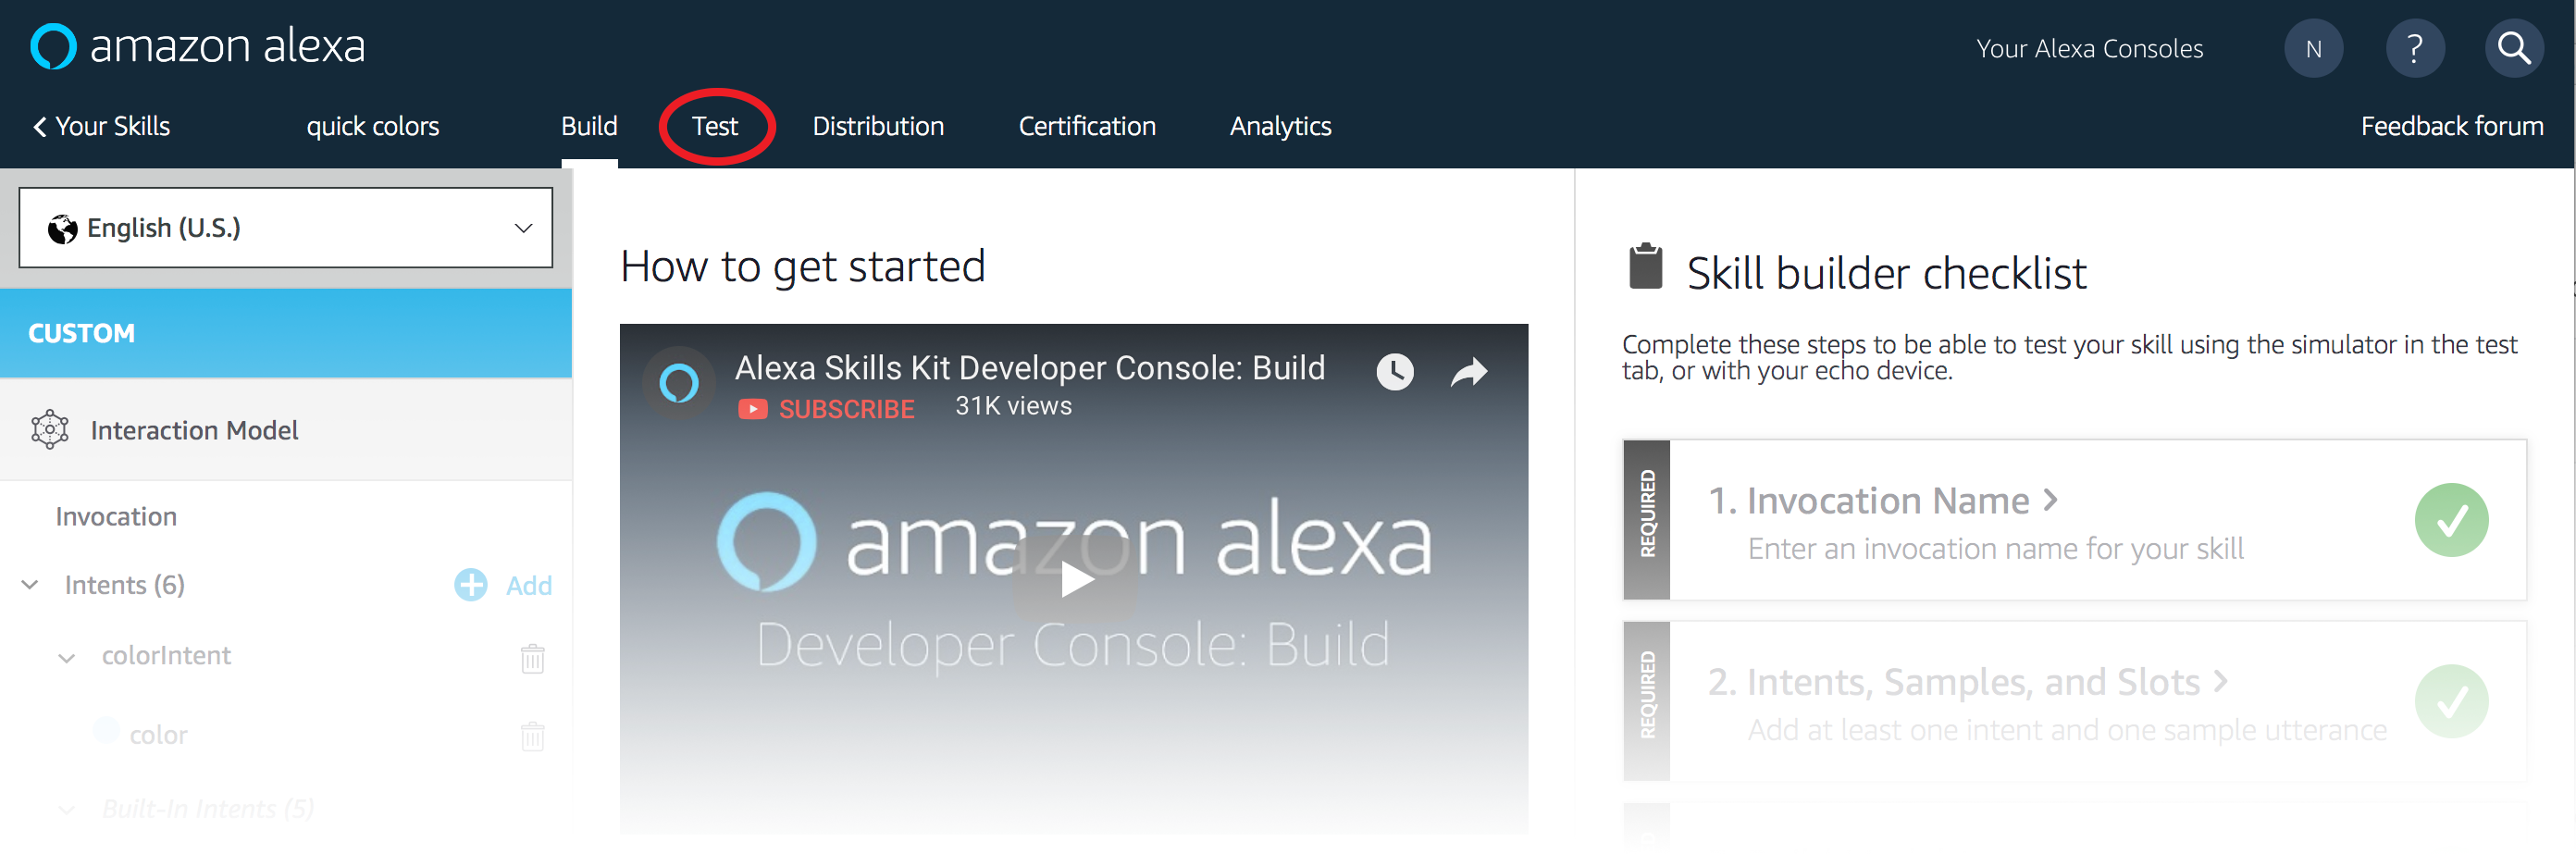 amazon alexa
Your Alexa Consoles
N
?
Your Skills
quick colors
Build
Test
Distribution
Certification
Analytics
Feedback forum
English (U.S.)
CUSTOM
Interaction Model
Invocation
Intents (6)
Add
colorIntent
color
Built-In Intents (5)
How to get started
Alexa Skills Kit Developer Console: Build
SUBSCRIBE 31K views
amazon alexa
Developer Console: Build
Skill builder checklist
Complete these steps to be able to test your skill using the simulator in the test
tab, or with your echo device.
REQUIRED
1. Invocation Name
Enter an invocation name for your skill
REQUIRED
2. Intents, Samples, and Slots
Add at least one intent and one sample utterance